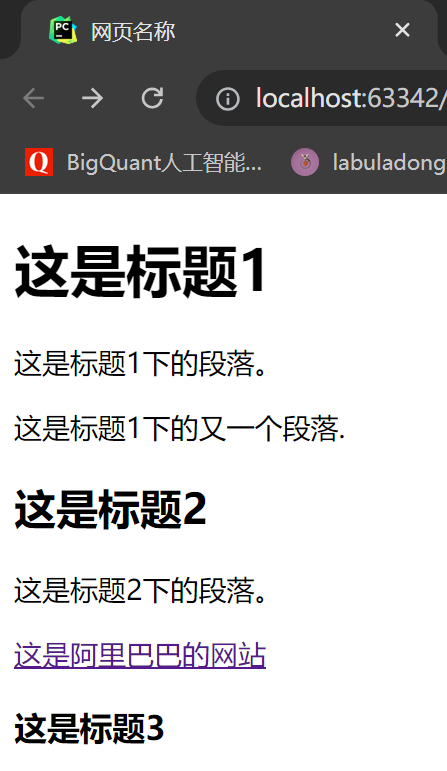 PC
网页名称
localhost:63342/
Q
BigQuant人工智能...
labuladong
这是标题1
这是标题1下的段落。
这是标题1下的又一个段落.
这是标题2
这是标题2下的段落。
这是阿里巴巴的网站
这是标题3